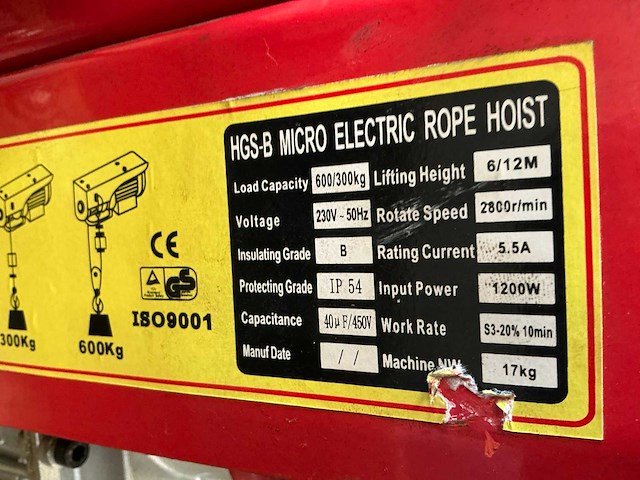 HGS-B MICRO ELECTRIC ROPE HOIST
Load Capacity 600/300kg Lifting Height 6/12M
Voltage 230V~50Hz Rotate Speed 2800r/min
Insulating Grade B Rating Current 5.5A
Protecting Grade IP 54 Input Power 1200W
Capacitance 40μF/450V Work Rate S3-20% 10min
Manuf Date / / Machine NW 17kg
CE
GS
ISO9001
300Kg
600Kg